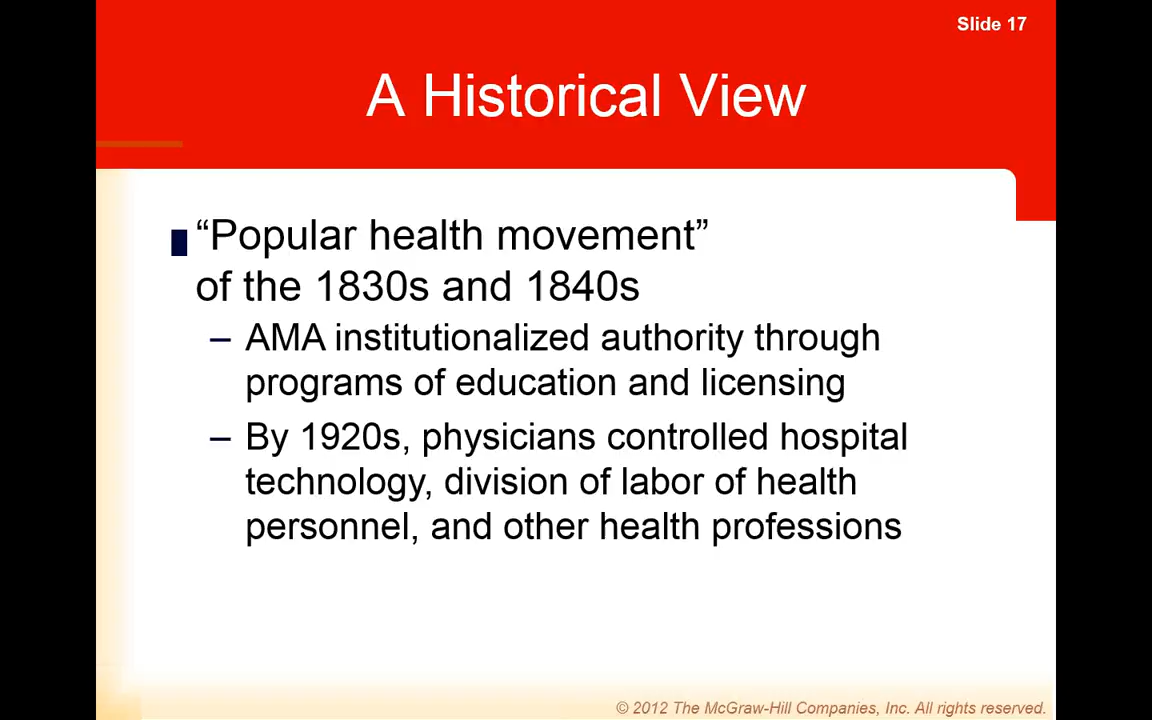 Slide 17
A Historical View
“Popular health movement”
of the 1830s and 1840s
– AMA institutionalized authority through
programs of education and licensing
– By 1920s, physicians controlled hospital
technology, division of labor of health
personnel, and other health professions
© 2012 The McGraw-Hill Companies, Inc. All rights reserved.